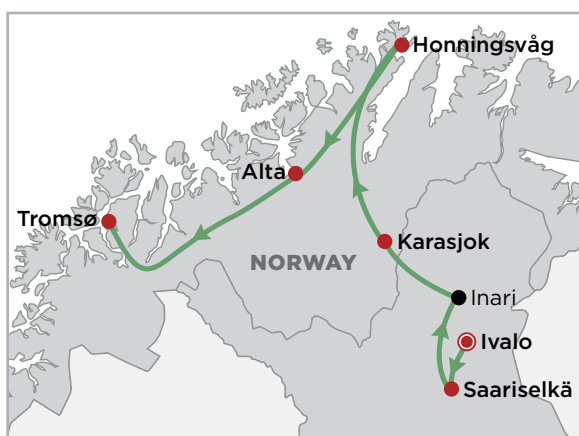 Honningsvåg
Alta
Tromsø
Karasjok
NORWAY
Inari
Ivalo
Saariselkä